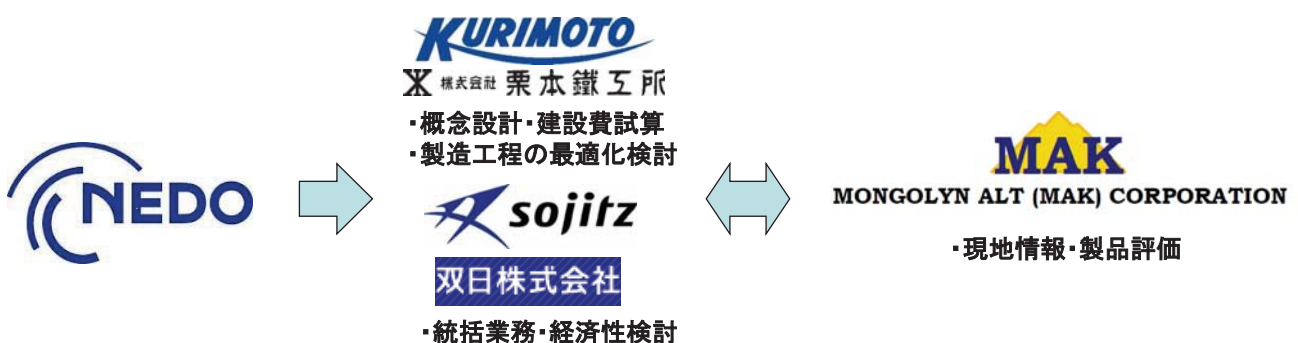 NEDO
KURIMOTO
株式会社 栗本鐵工所
・概念設計・建設費試算
・製造工程の最適化検討
sojitz
双日株式会社
・統括業務・経済性検討
MAK
MONGOLYN ALT (MAK) CORPORATION
・現地情報・製品評価